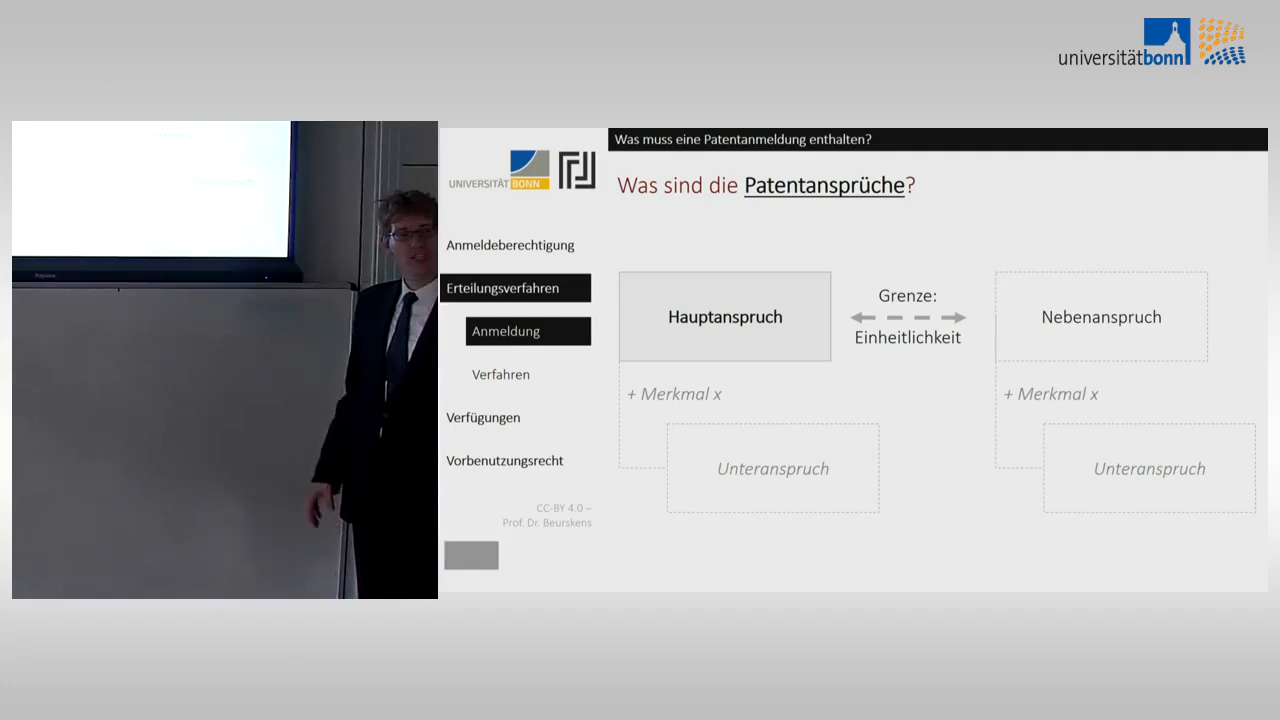 universitätbonn
Was muss eine Patentanmeldung enthalten?
UNIVERSITÄT BONN
Was sind die Patentansprüche?
Anmeldeberechtigung
Erteilungsverfahren
Anmeldung
Verfahren
Verfügungen
Vorbenutzungsrecht
CC-BY 4.0 –
Prof. Dr. Beurskens
Hauptanspruch
Grenze:
Einheitlichkeit
Nebenanspruch
+ Merkmal x
+ Merkmal x
Unteranspruch
Unteranspruch